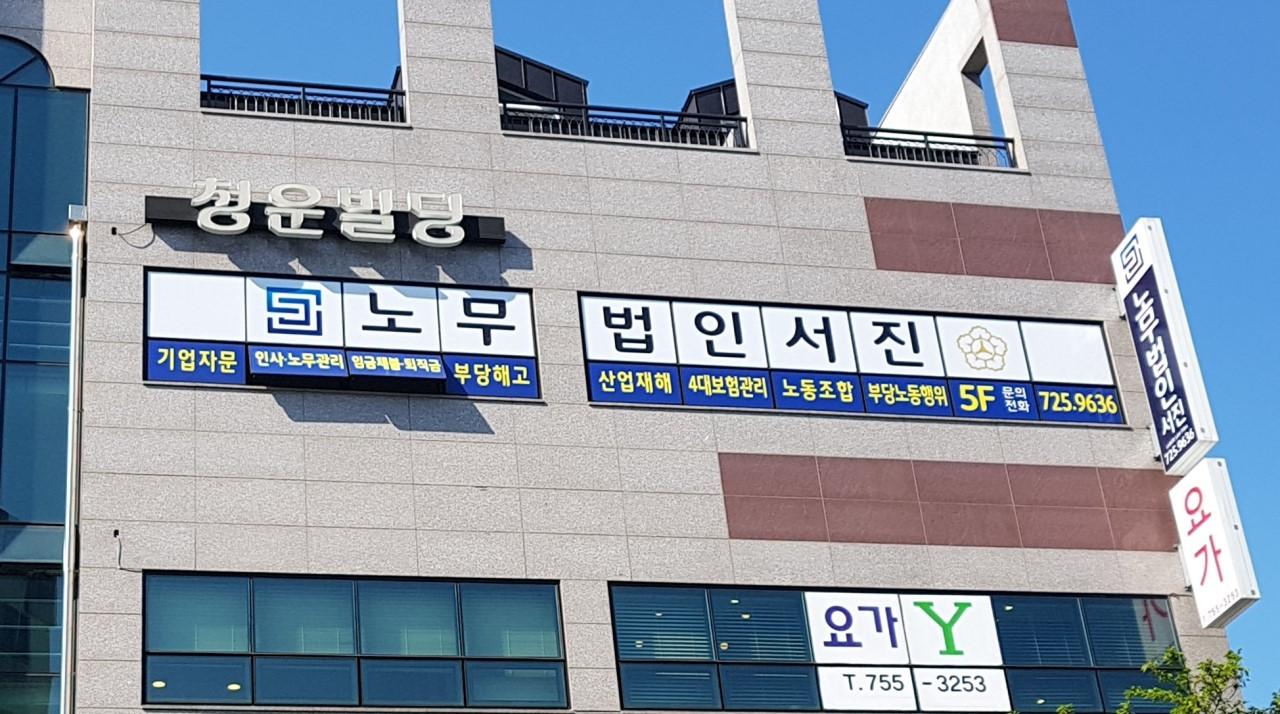 청운빌딩
노무법인서진
기업자문 인사·노무관리 임금체불·퇴직금 부당해고 산업재해 4대보험관리 노동조합 부당노동행위 5F 문의전화 725.9636
노무법인서진
725.9636
요가
755-3253
요가 Y
T.755-3253